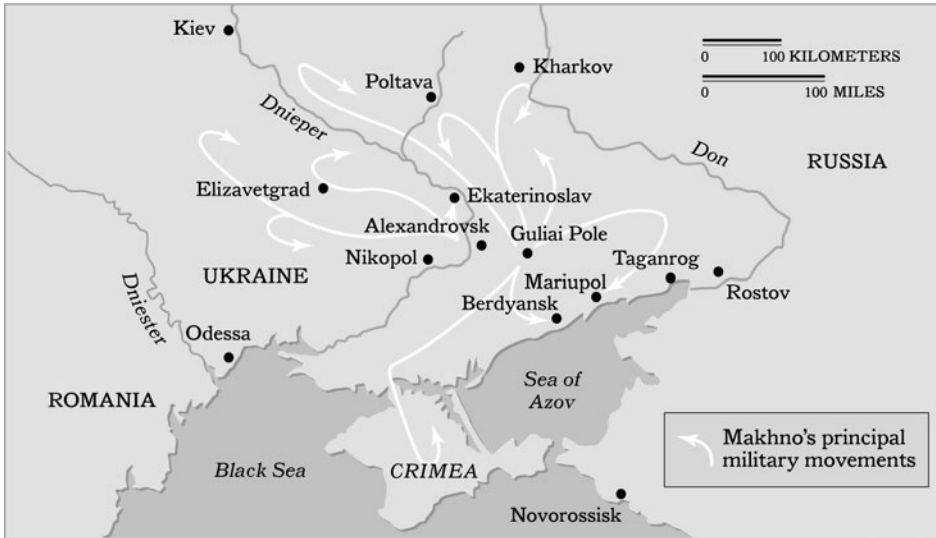 Kiev
Poltava
Kharkov
0 100 KILOMETERS
0 100 MILES
Dnieper
Don
RUSSIA
Elizavetgrad
Ekaterinoslav
Alexandrovsk
Guliai Pole
Nikopol
UKRAINE
Taganrog
Mariupol
Rostov
Berdyansk
Dniester
Odessa
ROMANIA
Sea of
Azov
Makhno's principal
military movements
Black Sea
CRIMEA
Novorossisk